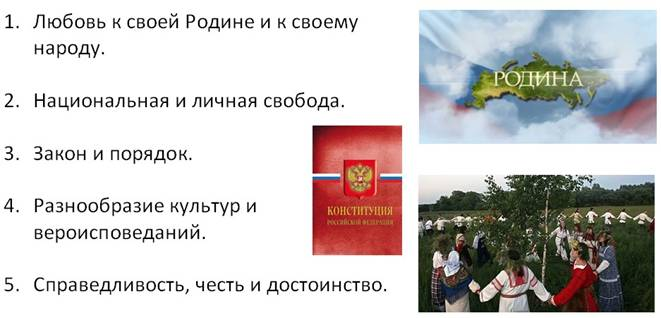 1. Любовь к своей Родине и к своему
народу.
2. Национальная и личная свобода.
3. Закон и порядок.
4. Разнообразие культур и
вероисповеданий.
5. Справедливость, честь и достоинство.
РОДИНА
КОНСТИТУЦИЯ
РОССИЙСКОЙ ФЕДЕРАЦИИ